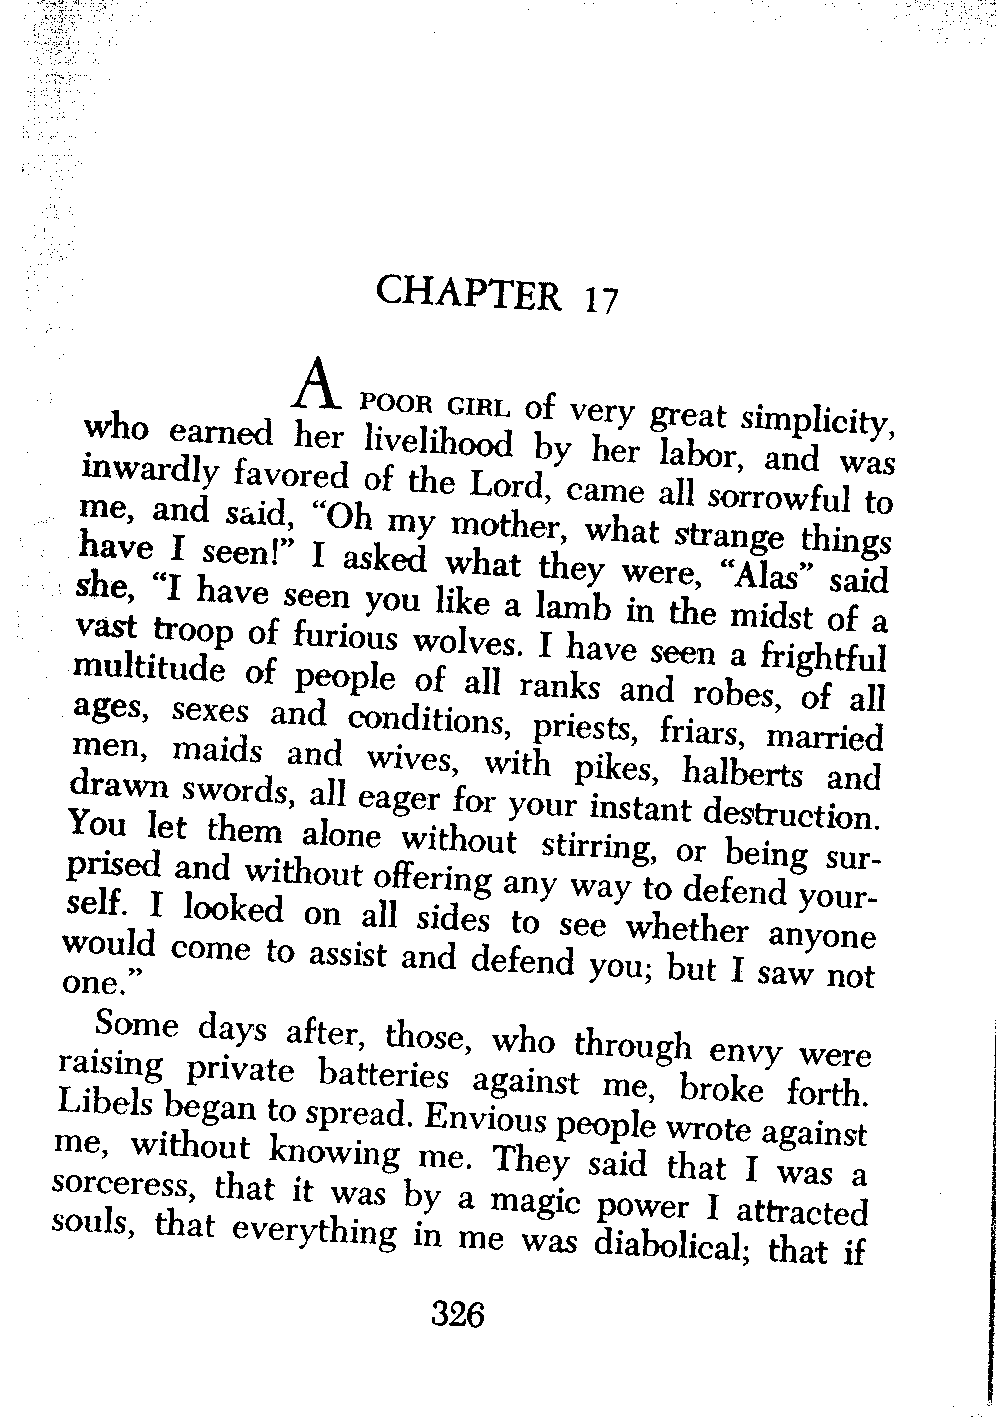 CHAPTER 17
A POOR GIRL of very great simplicity,
who earned her livelihood by her labor, and was
inwardly favored of the Lord, came all sorrowful to
me, and said, “Oh my mother, what strange things
have I seen!” I asked what they were, “Alas” said
she, “I have seen you like a lamb in the midst of a
vast troop of furious wolves. I have seen a frightful
multitude of people of all ranks and robes, of all
ages, sexes and conditions, priests, friars, married
men, maids and wives, with pikes, halberts and
drawn swords, all eager for your instant destruction.
You let them alone without stirring, or being sur-
prised and without offering any way to defend your-
self. I looked on all sides to see whether anyone
would come to assist and defend you; but I saw not
one.”
Some days after, those, who through envy were
raising private batteries against me, broke forth.
Libels began to spread. Envious people wrote against
me, without knowing me. They said that I was a
sorceress, that it was by a magic power I attracted
souls, that everything in me was diabolical; that if
326